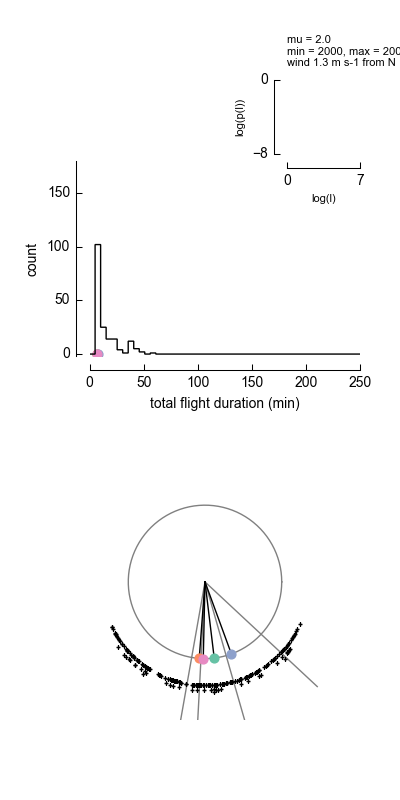 mu = 2.0
min = 2000, max = 200
wind 1.3 m s-1 from N
0
log(p(l))
−8
0 7
log(l)
150
100
50
0
count
0 50 100 150 200 250
total flight duration (min)